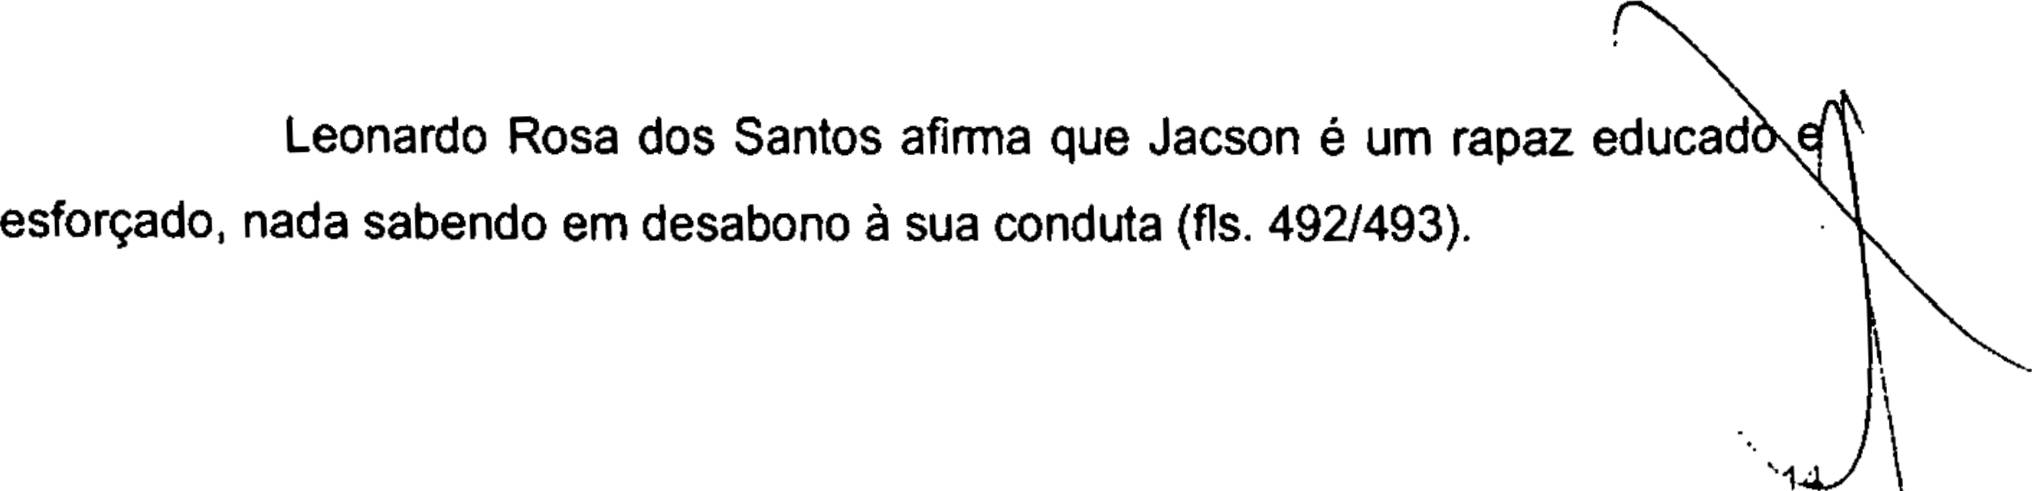 Leonardo Rosa dos Santos afirma que Jacson é um rapaz educado e
esforçado, nada sabendo em desabono à sua conduta (fls. 492/493).